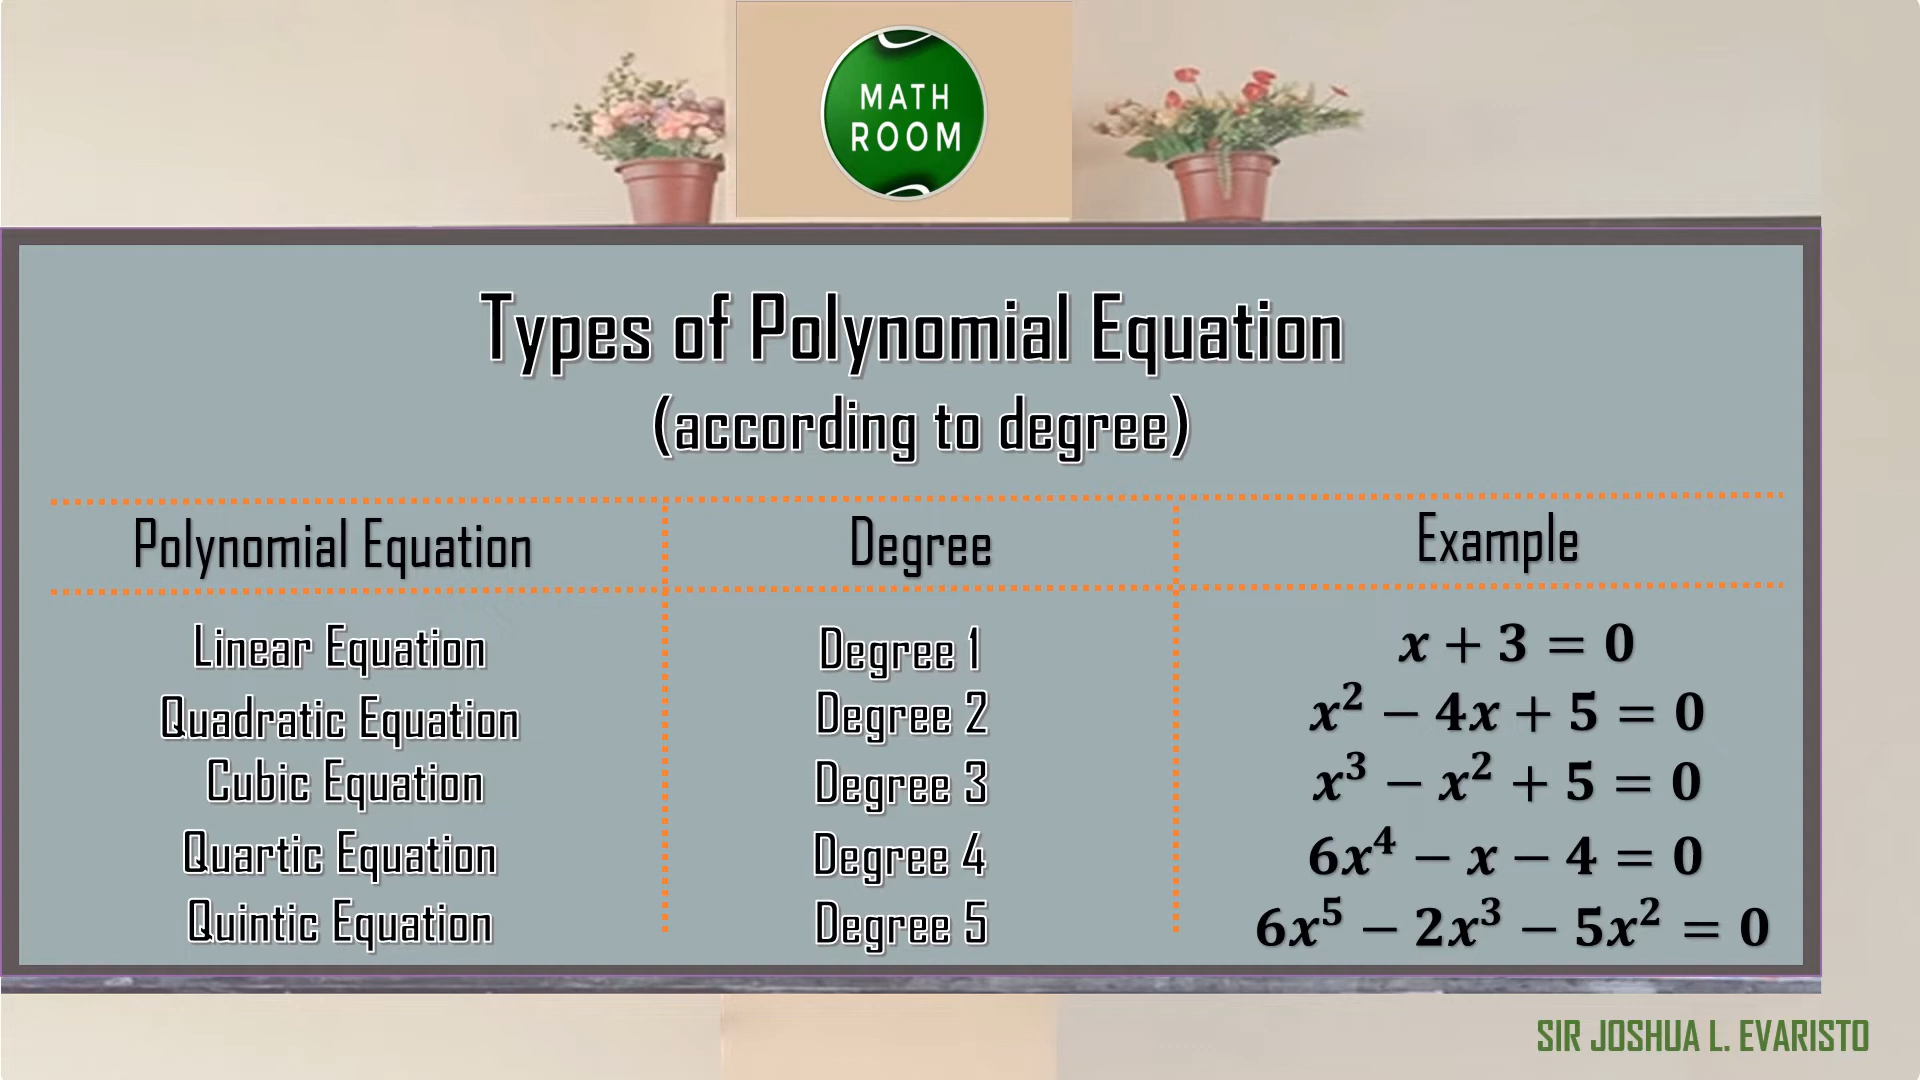 MATH
ROOM
Types of Polynomial Equation
(according to degree)
Polynomial Equation Degree Example
Linear Equation Degree 1 x + 3 = 0
Quadratic Equation Degree 2 x² − 4x + 5 = 0
Cubic Equation Degree 3 x³ − x² + 5 = 0
Quartic Equation Degree 4 6x⁴ − x − 4 = 0
Quintic Equation Degree 5 6x⁵ − 2x³ − 5x² = 0
SIR JOSHUA L. EVARISTO